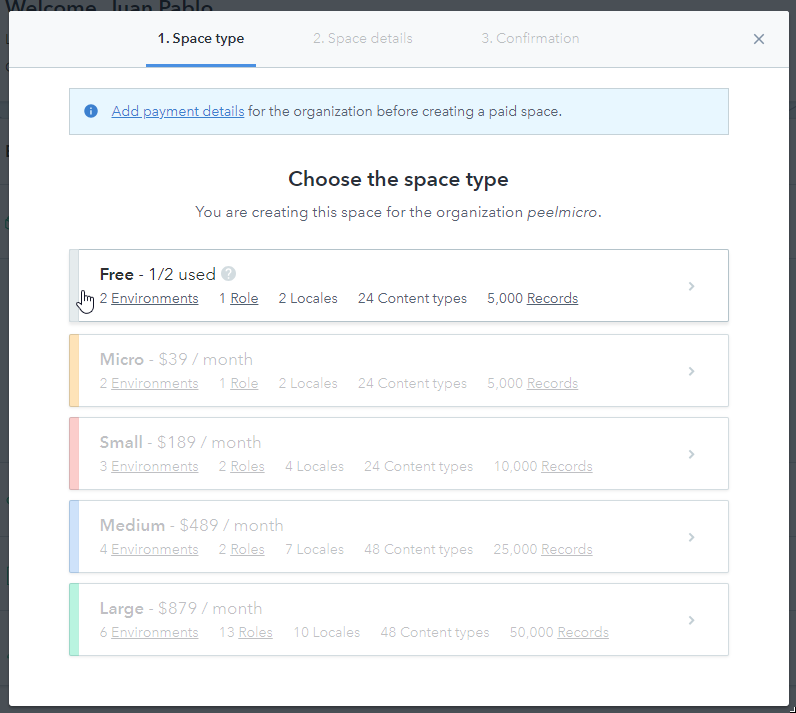 Welcome, Juan Pablo
1. Space type 2. Space details 3. Confirmation
Add payment details for the organization before creating a paid space.
Choose the space type
You are creating this space for the organization peelmicro.
Free - 1/2 used ?
2 Environments 1 Role 2 Locales 24 Content types 5,000 Records
Micro - $39 / month
2 Environments 1 Role 2 Locales 24 Content types 5,000 Records
Small - $189 / month
3 Environments 2 Roles 4 Locales 24 Content types 10,000 Records
Medium - $489 / month
4 Environments 2 Roles 7 Locales 48 Content types 25,000 Records
Large - $879 / month
6 Environments 13 Roles 10 Locales 48 Content types 50,000 Records